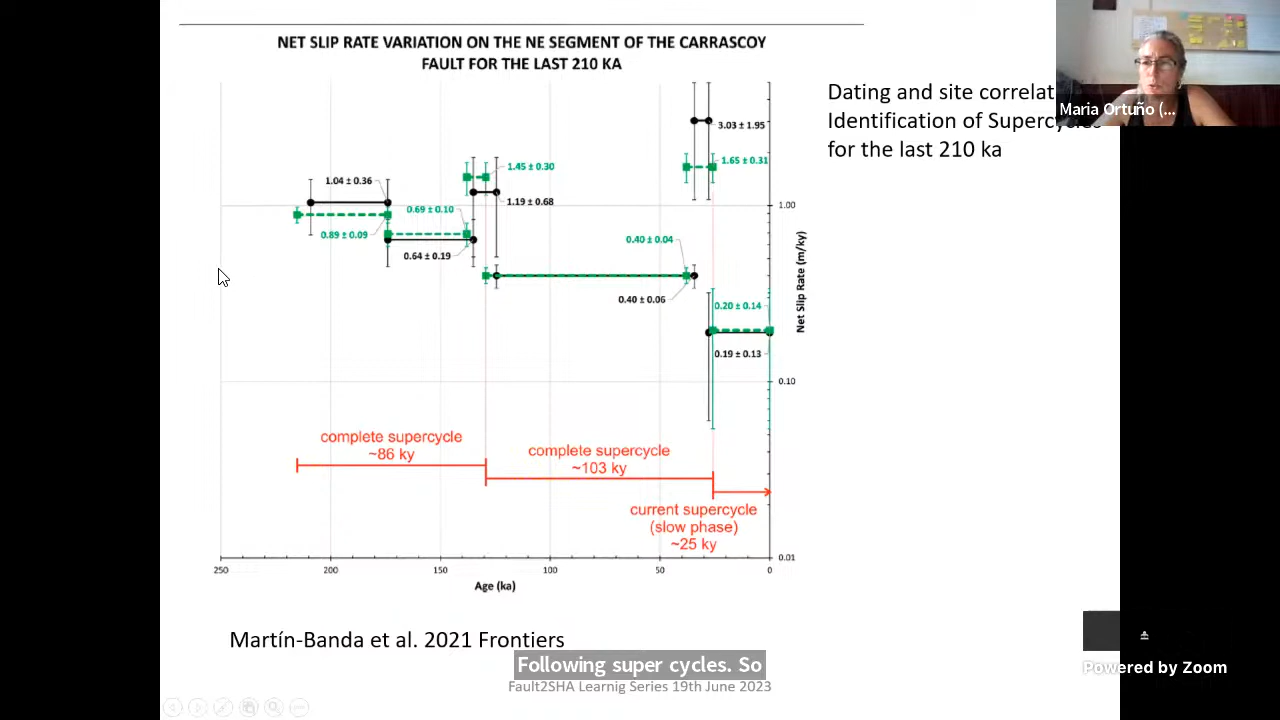 NET SLIP RATE VARIATION ON THE NE SEGMENT OF THE CARRASCOY
FAULT FOR THE LAST 210 KA
Dating and site correlat
Identification of Supercycles
for the last 210 ka
Maria Ortuño (...
3.03 ± 1.95
1.65 ± 0.31
1.45 ± 0.30
1.04 ± 0.36
1.19 ± 0.68
1.00
0.69 ± 0.10
0.89 ± 0.09
0.64 ± 0.19
0.40 ± 0.04
0.40 ± 0.06
0.20 ± 0.14
0.19 ± 0.13
Net Slip Rate (m/ky)
0.10
complete supercycle
~86 ky
complete supercycle
~103 ky
current supercycle
(slow phase)
~25 ky
0.01
250 200 150 100 50 0
Age (ka)
Martín-Banda et al. 2021 Frontiers
Following super cycles. So
Fault2SHA Learnig Series 19th June 2023
Powered by Zoom